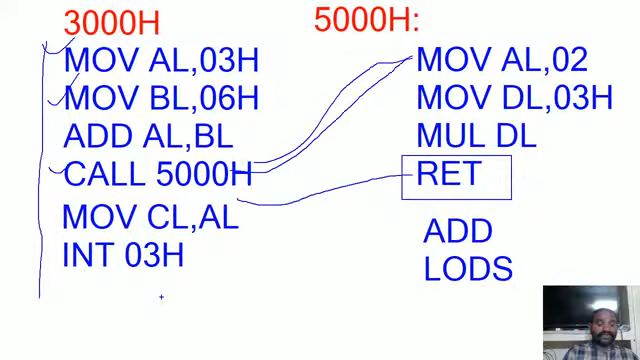 3000H
MOV AL,03H
MOV BL,06H
ADD AL,BL
CALL 5000H
MOV CL,AL
INT 03H
5000H:
MOV AL,02
MOV DL,03H
MUL DL
RET
ADD
LODS